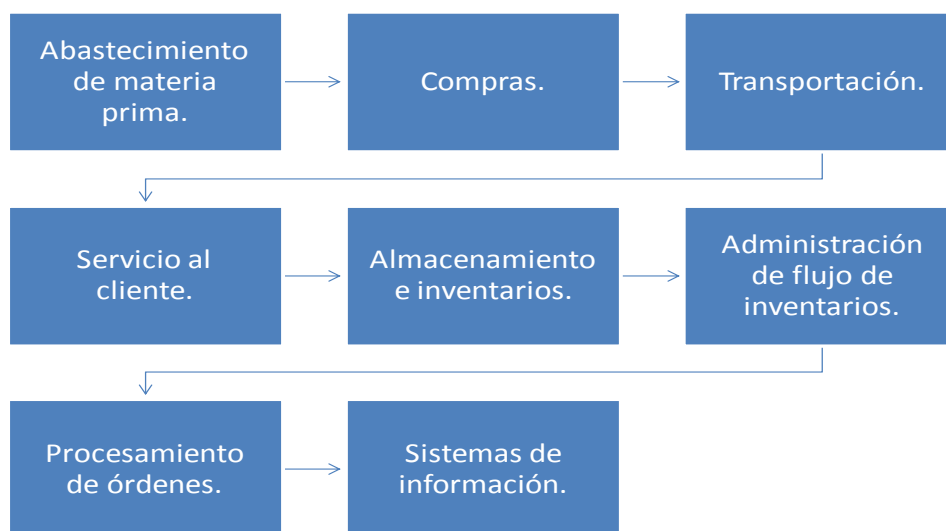 Abastecimiento
de materia
prima.
Compras.
Transportación.
Servicio al
cliente.
Almacenamiento
e inventarios.
Administración
de flujo de
inventarios.
Procesamiento
de órdenes.
Sistemas de
información.